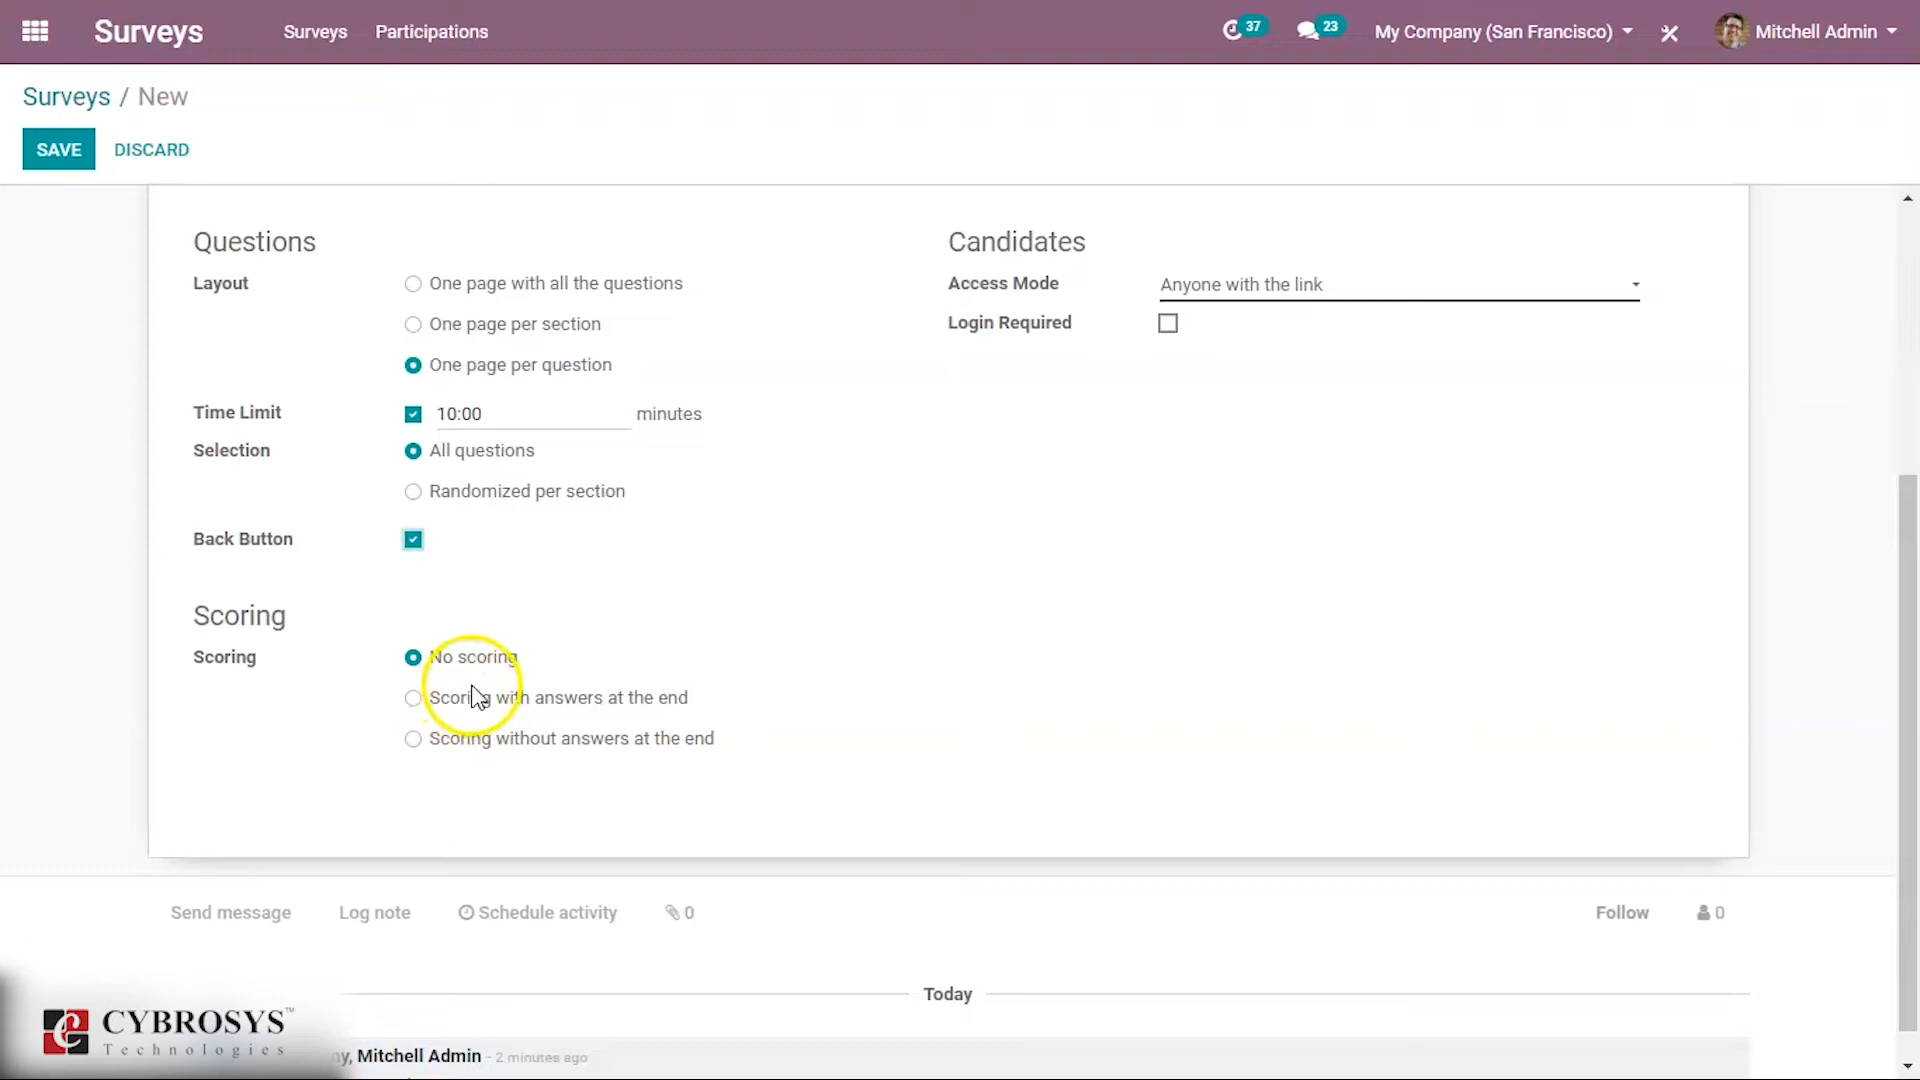 Surveys Surveys Participations 37 23 My Company (San Francisco) Mitchell Admin
Surveys / New
SAVE DISCARD
Questions Candidates
Layout One page with all the questions Access Mode Anyone with the link
One page per section Login Required
One page per question
Time Limit 10:00 minutes
Selection All questions
Randomized per section
Back Button
Scoring
Scoring No scoring
Scoring with answers at the end
Scoring without answers at the end
Send message Log note Schedule activity 0 Follow 0
Today
CYBROSYS™
Technologies
Mitchell Admin - 2 minutes ago